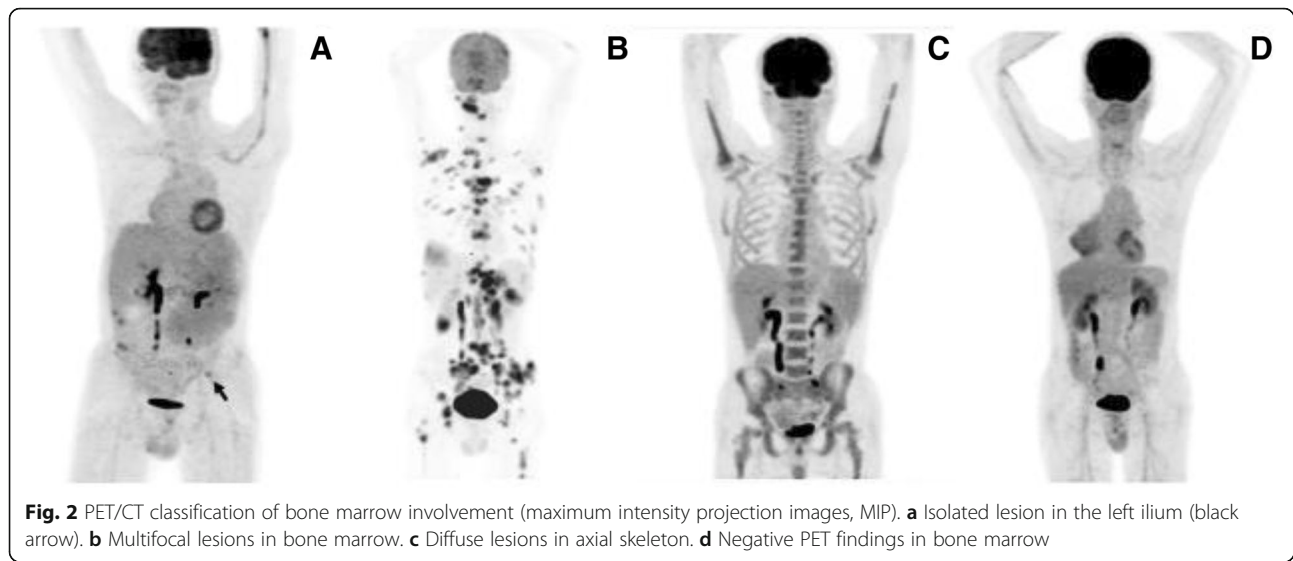 A B C D
Fig. 2 PET/CT classification of bone marrow involvement (maximum intensity projection images, MIP). a Isolated lesion in the left ilium (black
arrow). b Multifocal lesions in bone marrow. c Diffuse lesions in axial skeleton. d Negative PET findings in bone marrow